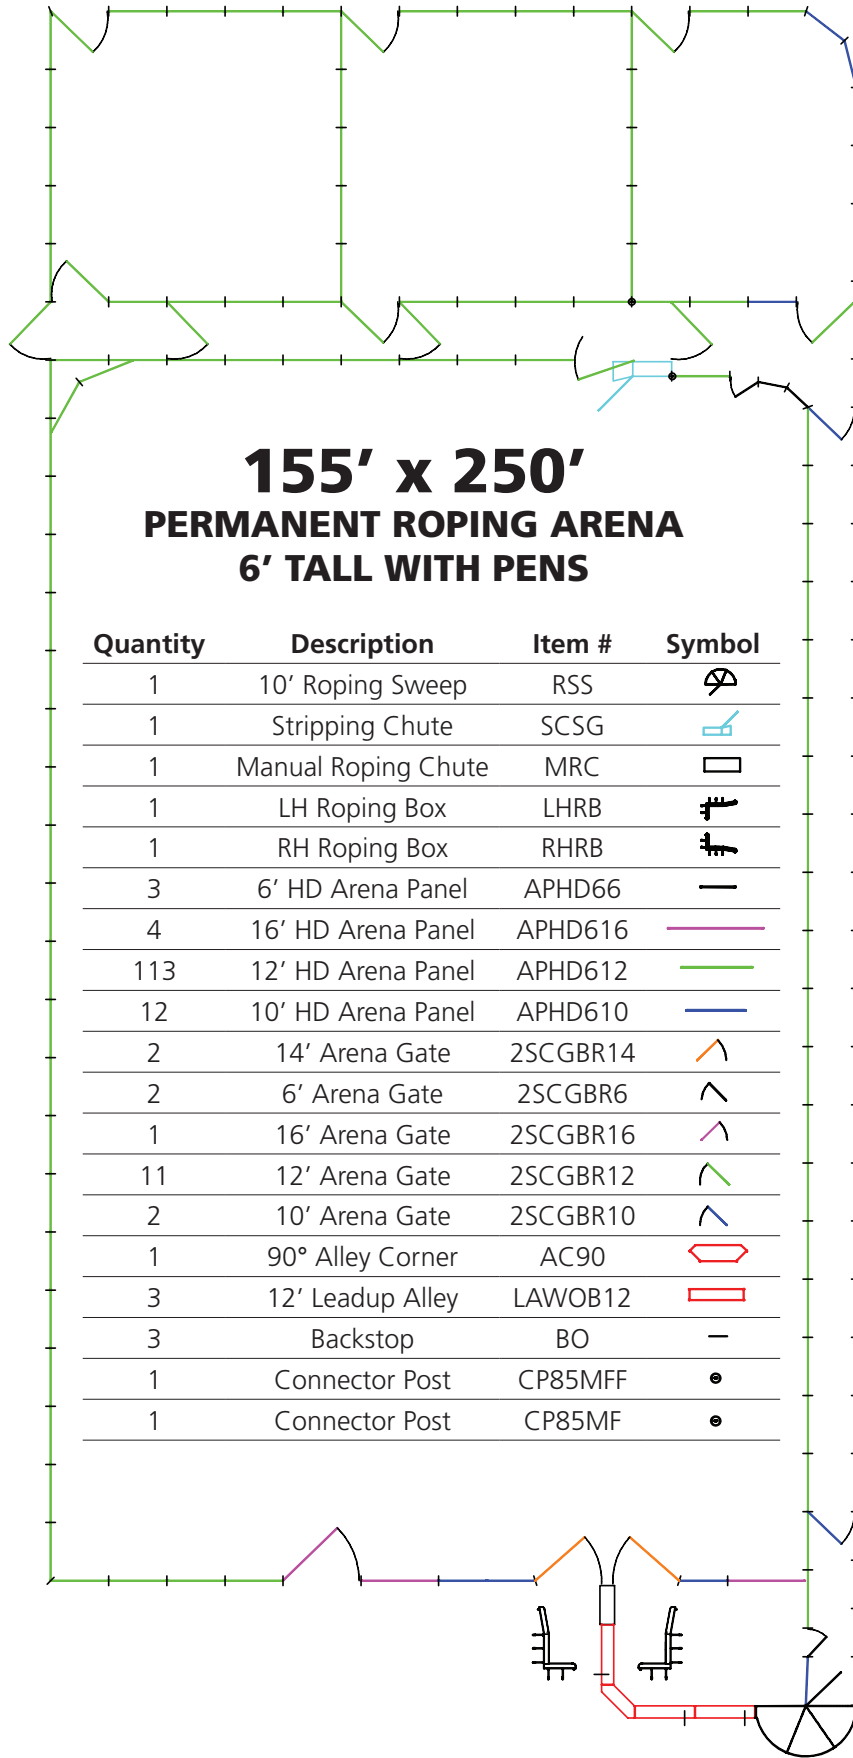 155’ x 250’
PERMANENT ROPING ARENA
6’ TALL WITH PENS
Quantity Description Item # Symbol
1 10’ Roping Sweep RSS
1 Stripping Chute SCSG
1 Manual Roping Chute MRC
1 LH Roping Box LHRB
1 RH Roping Box RHRB
3 6’ HD Arena Panel APHD66
4 16’ HD Arena Panel APHD616
113 12’ HD Arena Panel APHD612
12 10’ HD Arena Panel APHD610
2 14’ Arena Gate 2SCGBR14
2 6’ Arena Gate 2SCGBR6
1 16’ Arena Gate 2SCGBR16
11 12’ Arena Gate 2SCGBR12
2 10’ Arena Gate 2SCGBR10
1 90° Alley Corner AC90
3 12’ Leadup Alley LAWOB12
3 Backstop BO
1 Connector Post CP85MFF
1 Connector Post CP85MF